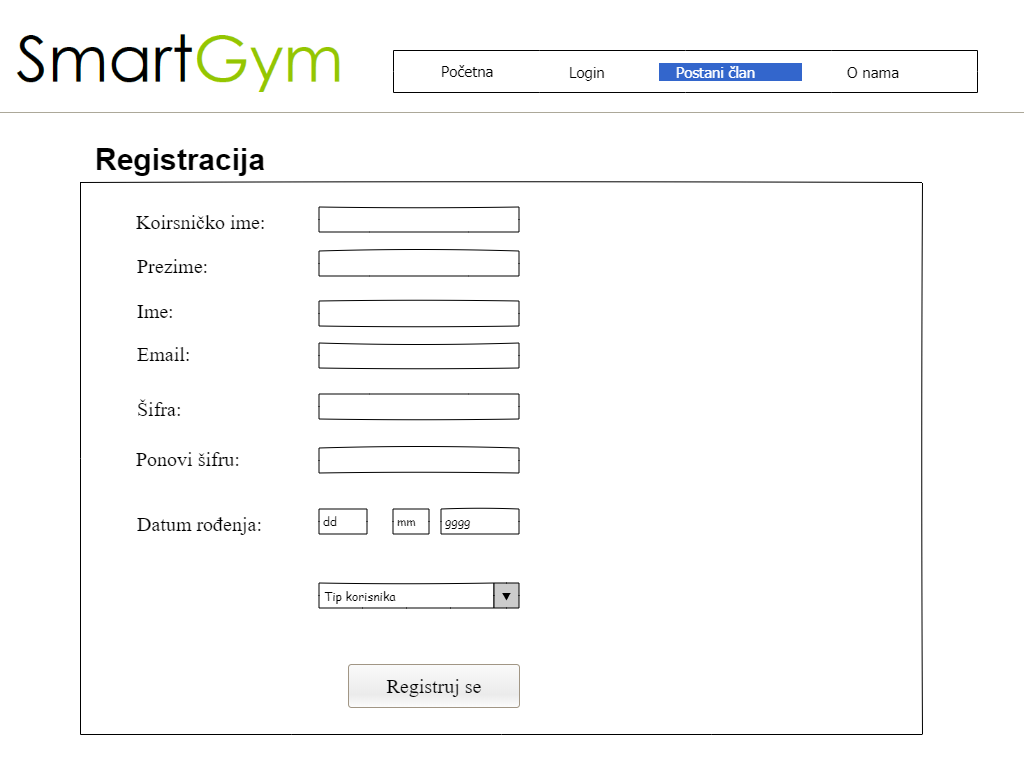 SmartGym
Početna Login Postani član O nama
Registracija
Koirsničko ime:
Prezime:
Ime:
Email:
Šifra:
Ponovi šifru:
Datum rođenja: dd mm gggg
Tip korisnika
Registruj se